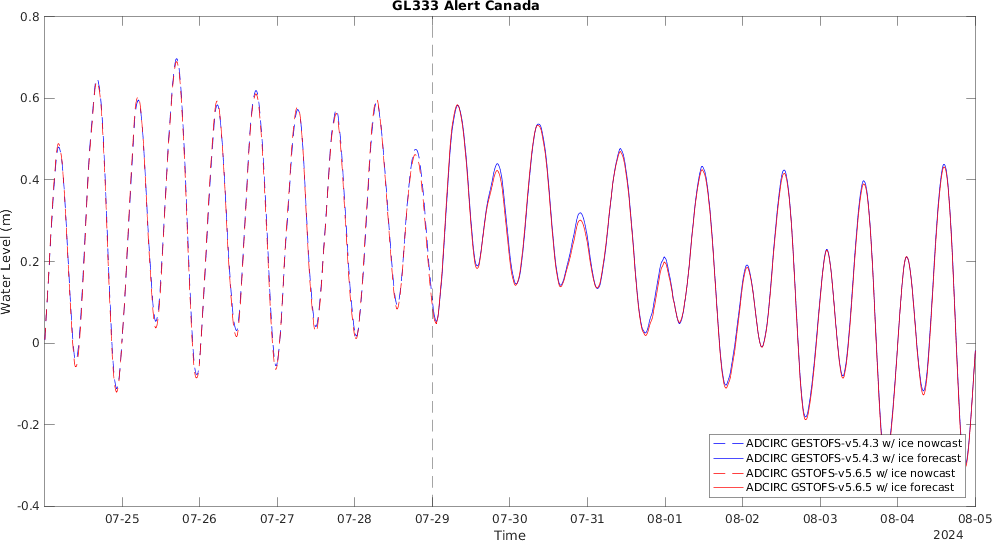 GL333 Alert Canada
Water Level (m)
0.8
0.6
0.4
0.2
0
-0.2
-0.4
ADCIRC GESTOFS-v5.4.3 w/ ice nowcast
ADCIRC GESTOFS-v5.4.3 w/ ice forecast
ADCIRC GSTOFS-v5.6.5 w/ ice nowcast
ADCIRC GSTOFS-v5.6.5 w/ ice forecast
07-25 07-26 07-27 07-28 07-29 07-30 07-31 08-01 08-02 08-03 08-04 08-05
Time
2024